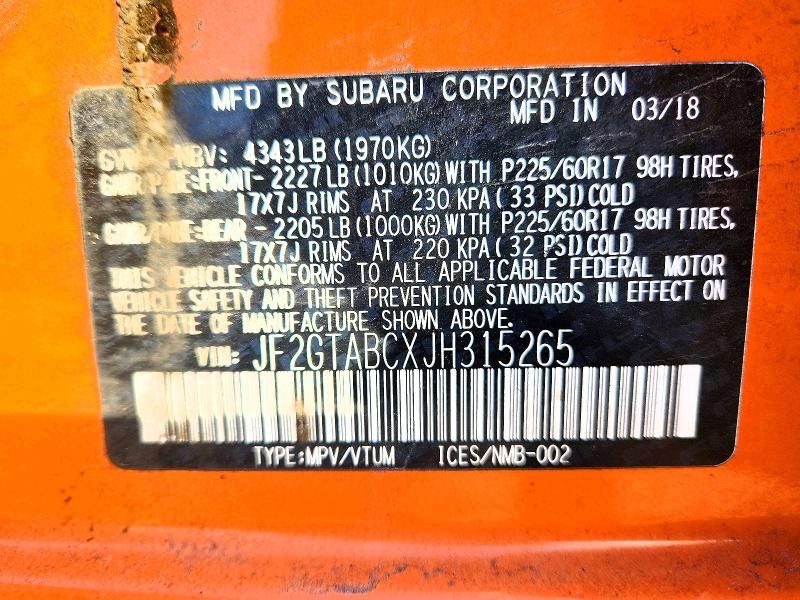 MFD BY SUBARU CORPORATION
MFD IN 03/18
4343LB (1970KG)
FRONT- 2227LB (1010KG) WITH P225/60R17 98H TIRES,
17X7J RIMS AT 230 KPA (33 PSI) COLD
REAR - 2205LB (1000KG) WITH P225/60R17 98H TIRES,
17X7J RIMS AT 220 KPA (32 PSI) COLD
THIS VEHICLE CONFORMS TO ALL APPLICABLE FEDERAL MOTOR
VEHICLE SAFETY AND THEFT PREVENTION STANDARDS IN EFFECT ON
THE DATE OF MANUFACTURE SHOWN ABOVE.
VIN: JF2GTABCXJH315265
TYPE:MPV/VTUM ICES/NMB-002